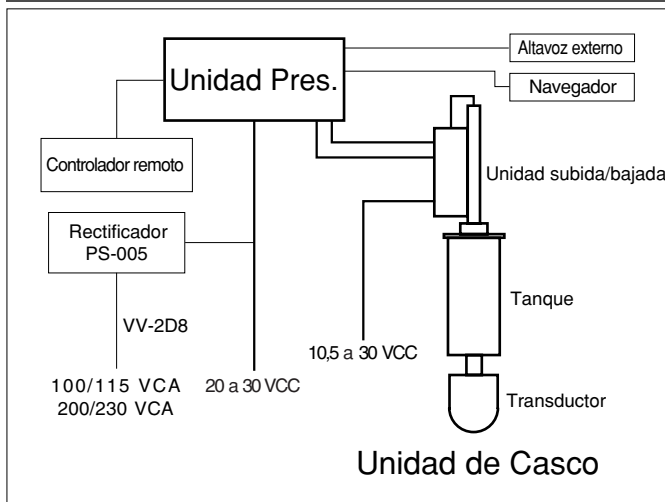 Altavoz externo
Unidad Pres.
Navegador
Controlador remoto
Unidad subida/bajada
Rectificador
PS-005
Tanque
VV-2D8
10,5 a 30 VCC
100/115 VCA
200/230 VCA
20 a 30 VCC
Transductor
Unidad de Casco